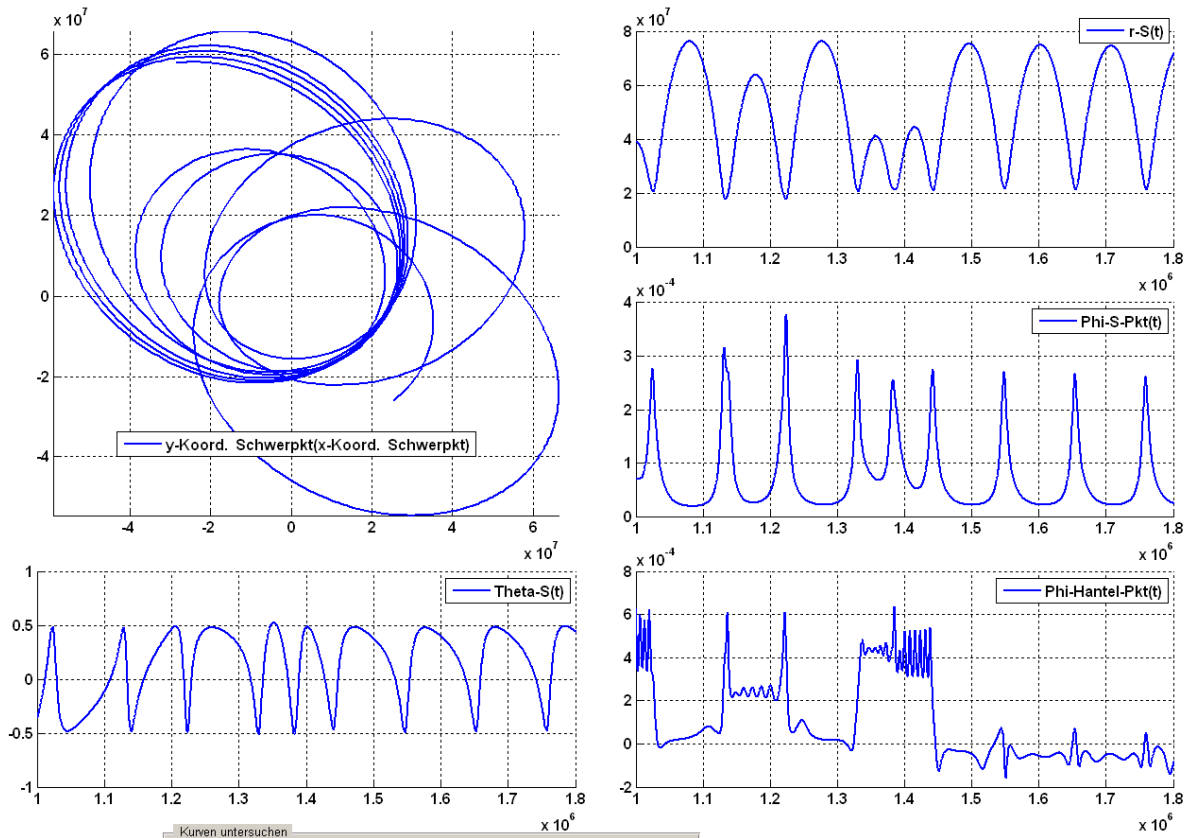 x 10^7
6
4
2
0
-2
-4
y-Koord. Schwerpkt(x-Koord. Schwerpkt)
-4 -2 0 2 4 6
x 10^7
x 10^7
8
6
4
2
0
r-S(t)
1 1.1 1.2 1.3 1.4 1.5 1.6 1.7 1.8
x 10^6
x 10^-4
4
3
2
1
0
Phi-S-Pkt(t)
1 1.1 1.2 1.3 1.4 1.5 1.6 1.7 1.8
x 10^6
1
0.5
0
-0.5
-1
Theta-S(t)
1 1.1 1.2 1.3 1.4 1.5 1.6 1.7 1.8
x 10^6
x 10^-4
8
6
4
2
0
-2
Phi-Hantel-Pkt(t)
1 1.1 1.2 1.3 1.4 1.5 1.6 1.7 1.8
x 10^6
Kurven untersuchen